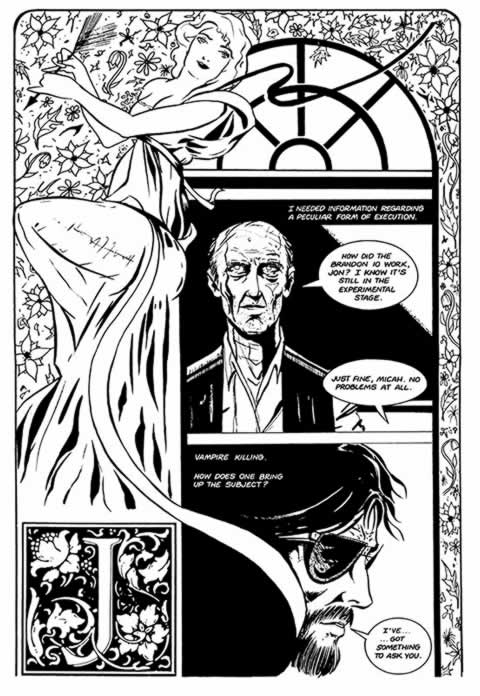 I NEEDED INFORMATION REGARDING
A PECULIAR FORM OF EXECUTION.
HOW DID THE
BRANDON 10 WORK,
JON? I KNOW IT'S
STILL IN THE
EXPERIMENTAL
STAGE.
JUST FINE, MICAH. NO
PROBLEMS AT ALL.
VAMPIRE KILLING.
HOW DOES ONE BRING
UP THE SUBJECT?
J
I'VE...
...GOT
SOMETHING
TO ASK YOU.